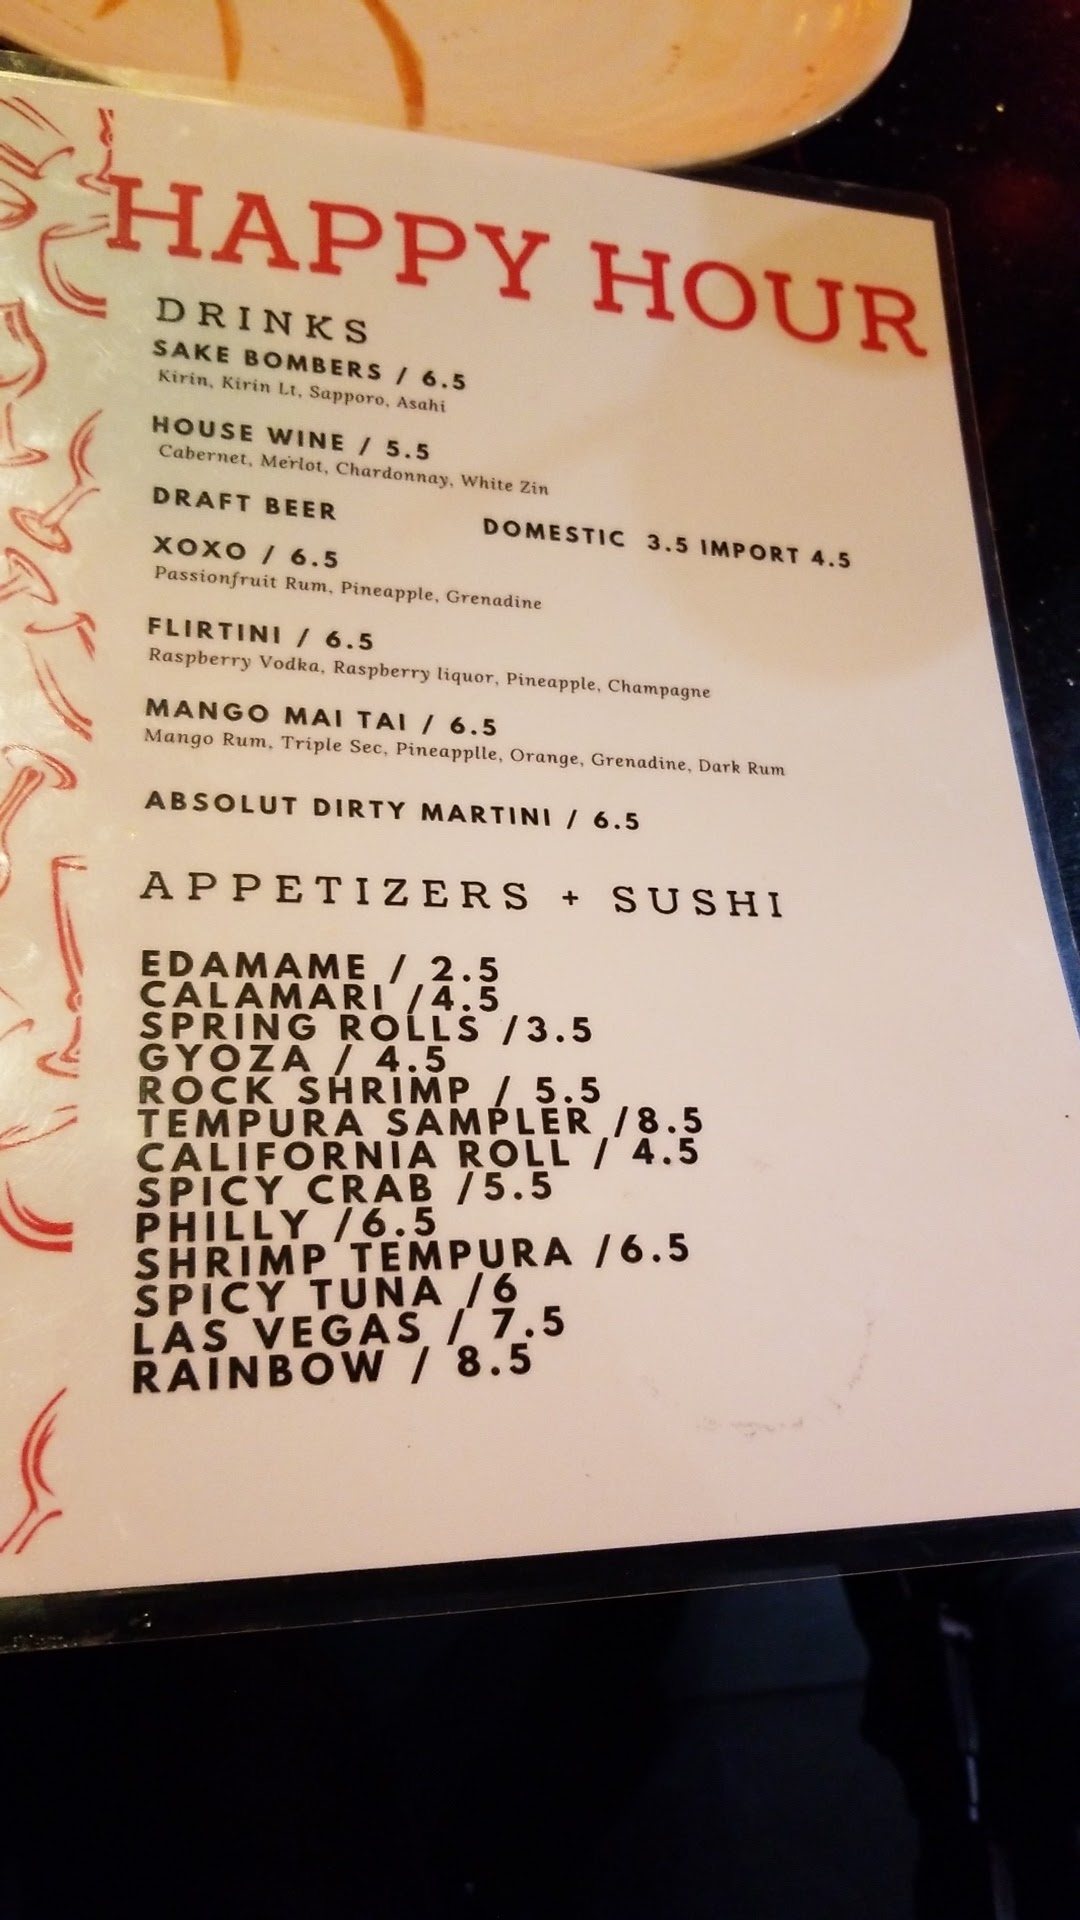 HAPPY HOUR
DRINKS
SAKE BOMBERS / 6.5
Kirin, Kirin Lt, Sapporo, Asahi
HOUSE WINE / 5.5
Cabernet, Merlot, Chardonnay, White Zin
DRAFT BEER DOMESTIC 3.5 IMPORT 4.5
XOXO / 6.5
Passionfruit Rum, Pineapple, Grenadine
FLIRTINI / 6.5
Raspberry Vodka, Raspberry liquor, Pineapple, Champagne
MANGO MAI TAI / 6.5
Mango Rum, Triple Sec, Pineapplle, Orange, Grenadine, Dark Rum
ABSOLUT DIRTY MARTINI / 6.5
APPETIZERS + SUSHI
EDAMAME / 2.5
CALAMARI /4.5
SPRING ROLLS /3.5
GYOZA / 4.5
ROCK SHRIMP / 5.5
TEMPURA SAMPLER /8.5
CALIFORNIA ROLL / 4.5
SPICY CRAB /5.5
PHILLY /6.5
SHRIMP TEMPURA /6.5
SPICY TUNA /6
LAS VEGAS / 7.5
RAINBOW / 8.5